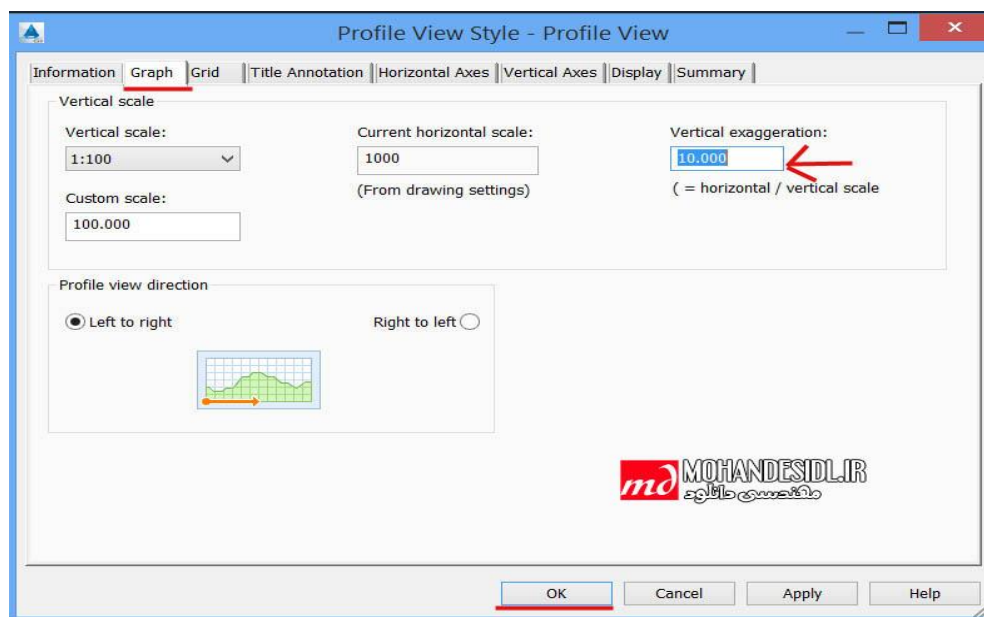 Profile View Style - Profile View
Information Graph Grid Title Annotation Horizontal Axes Vertical Axes Display Summary
Vertical scale
Vertical scale: Current horizontal scale: Vertical exaggeration:
1:100 1000 10.000
(From drawing settings) ( = horizontal / vertical scale
Custom scale:
100.000
Profile view direction
Left to right Right to left
md MOHANDESIDL.IR
مهندسی دانلود
OK Cancel Apply Help